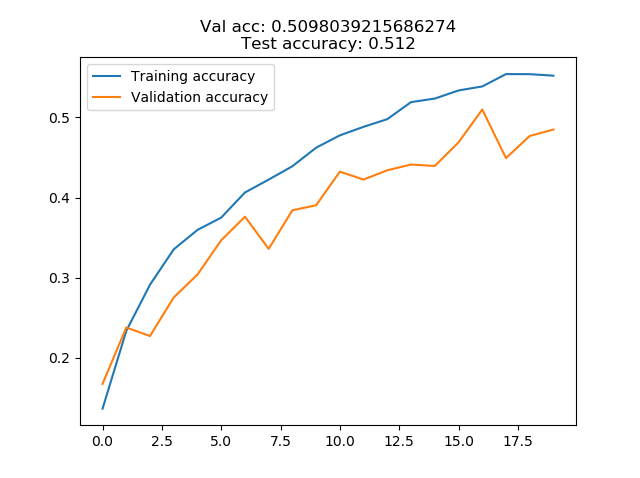 Val acc: 0.5098039215686274
Test accuracy: 0.512
Training accuracy
Validation accuracy
0.5
0.4
0.3
0.2
0.0 2.5 5.0 7.5 10.0 12.5 15.0 17.5